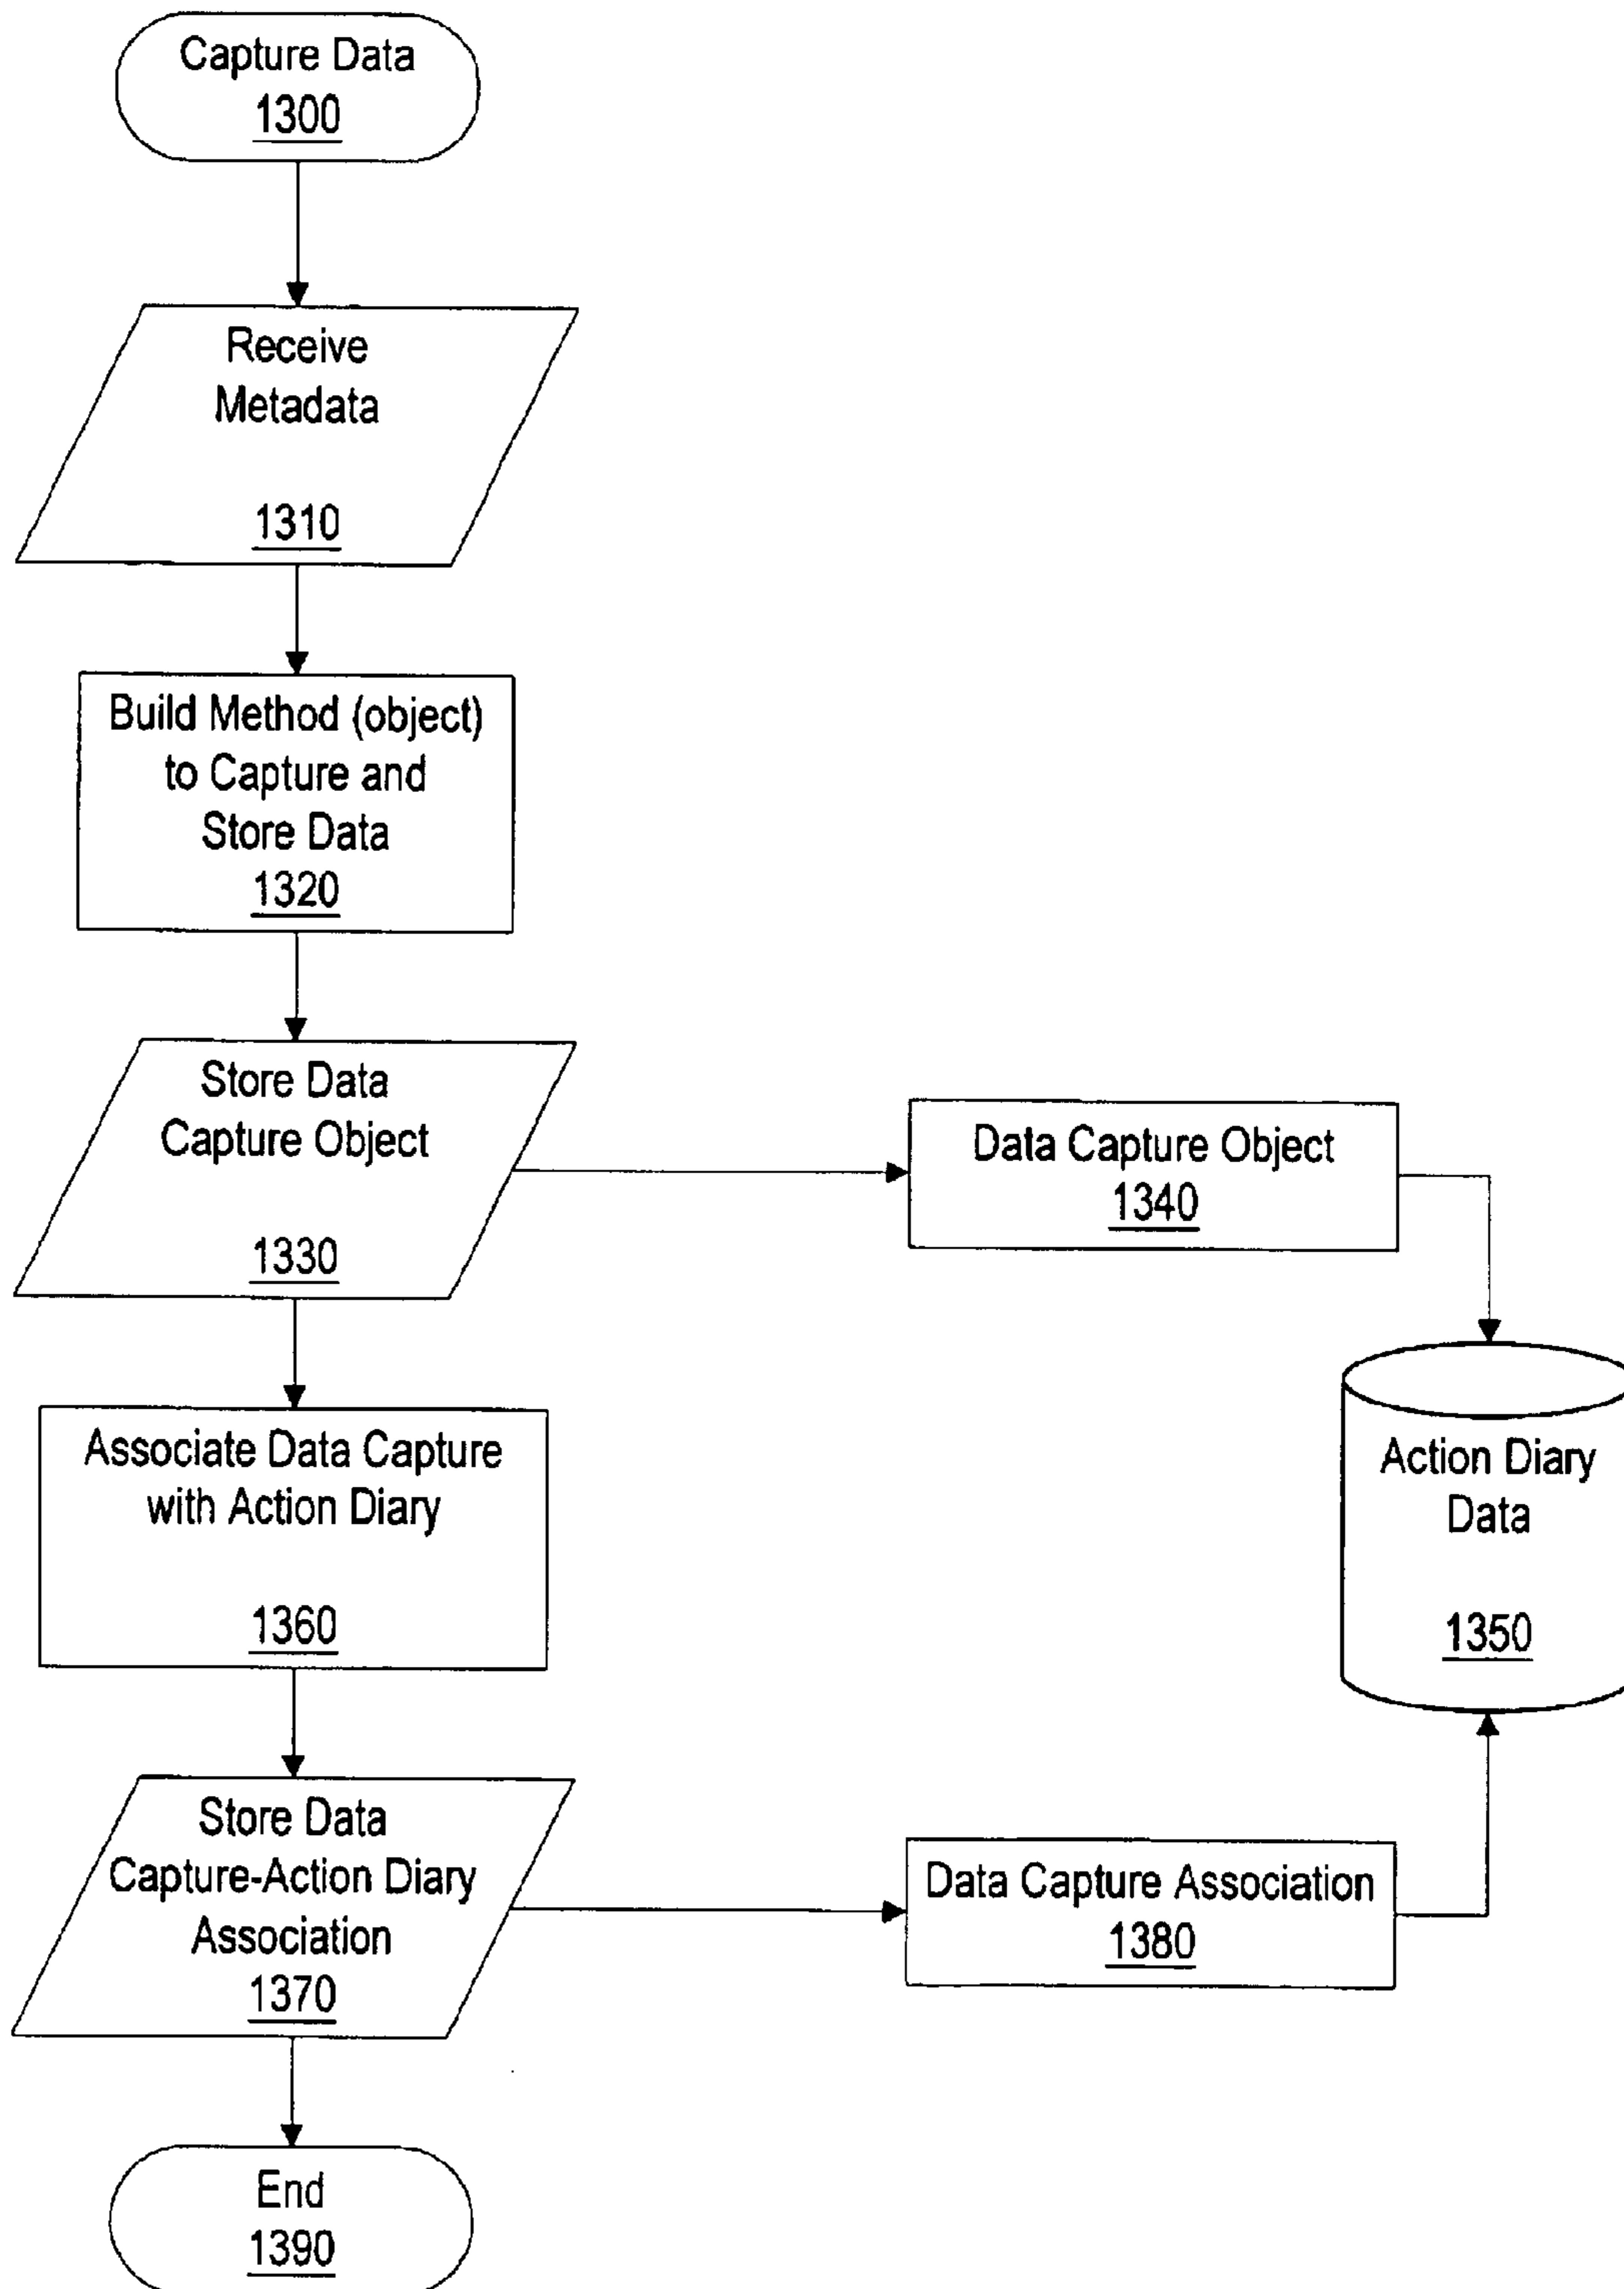 Capture Data
1300
Receive
Metadata
1310
Build Method (object)
to Capture and
Store Data
1320
Store Data
Capture Object
1330
Data Capture Object
1340
Action Diary
Data
1350
Associate Data Capture
with Action Diary
1360
Store Data
Capture-Action Diary
Association
1370
Data Capture Association
1380
End
1390